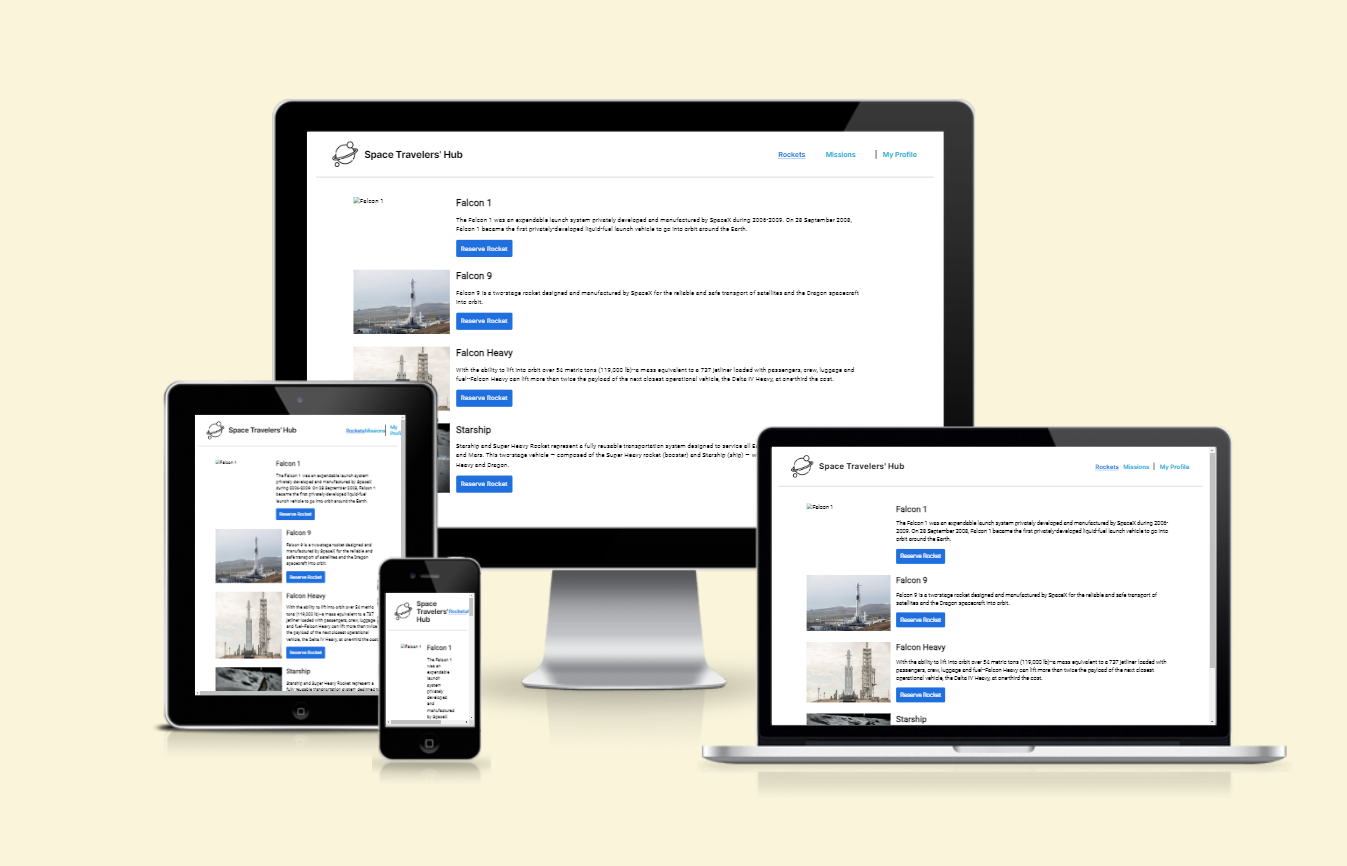 Space Travelers' Hub
Rockets Missions | My Profile
Falcon 1
Falcon 1
The Falcon 1 was an expendable launch system privately developed and manufactured by SpaceX during 2006-2009. On 28 September 2008,
Falcon 1 became the first privately-developed liquid-fuel launch vehicle to go into orbit around the Earth.
Reserve Rocket
Falcon 9
Falcon 9 is a two-stage rocket designed and manufactured by SpaceX for the reliable and safe transport of satellites and the Dragon spacecraft
into orbit.
Reserve Rocket
Falcon Heavy
With the ability to lift into orbit over 54 metric tons (119,000 lb)–a mass equivalent to a 737 jetliner loaded with passengers, crew, luggage and
fuel–Falcon Heavy can lift more than twice the payload of the next closest operational vehicle, the Delta IV Heavy, at one-third the cost.
Reserve Rocket
Starship
Starship and Super Heavy Rocket represent a fully reusable transportation system designed to service all E
and Mars. This two-stage vehicle — composed of the Super Heavy rocket (booster) and Starship (ship) — w
Heavy and Dragon.
Reserve Rocket
Space Travelers' Hub
Rockets Missions | My
Profil
Falcon 1
Falcon 1
The Falcon 1 was an expendable launch system
privately developed and manufactured by SpaceX
during 2006-2009. On 28 September 2008, Falcon 1
became the first privately-developed liquid-fuel
launch vehicle to go into orbit around the Earth.
Reserve Rocket
Falcon 9
Falcon 9 is a two-stage rocket designed and
manufactured by SpaceX for the reliable and
safe transport of satellites and the Dragon
spacecraft into orbit.
Reserve Rocket
Falcon Heavy
With the ability to lift into orbit over 54 metric
tons (119,000 lb)–a mass equivalent to a 737
jetliner loaded with passengers, crew, luggage
and fuel–Falcon Heavy can lift more than twice
the payload of the next closest operational
vehicle, the Delta IV Heavy, at one-third the cost.
Reserve Rocket
Starship
Starship and Super Heavy Rocket represent a
fully reusable transportation system designed to
Space
Travelers'
Hub
Rockets
Falcon 1
Falcon 1
The Falcon 1
was an
expendable
launch
system
privately
developed
and
manufactured
by SpaceX
Space Travelers' Hub
Rockets Missions | My Profile
Falcon 1
Falcon 1
The Falcon 1 was an expendable launch system privately developed and manufactured by SpaceX during 2006-
2009. On 28 September 2008, Falcon 1 became the first privately-developed liquid-fuel launch vehicle to go into
orbit around the Earth.
Reserve Rocket
Falcon 9
Falcon 9 is a two-stage rocket designed and manufactured by SpaceX for the reliable and safe transport of
satellites and the Dragon spacecraft into orbit.
Reserve Rocket
Falcon Heavy
With the ability to lift into orbit over 54 metric tons (119,000 lb)–a mass equivalent to a 737 jetliner loaded with
passengers, crew, luggage and fuel–Falcon Heavy can lift more than twice the payload of the next closest
operational vehicle, the Delta IV Heavy, at one-third the cost.
Reserve Rocket
Starship